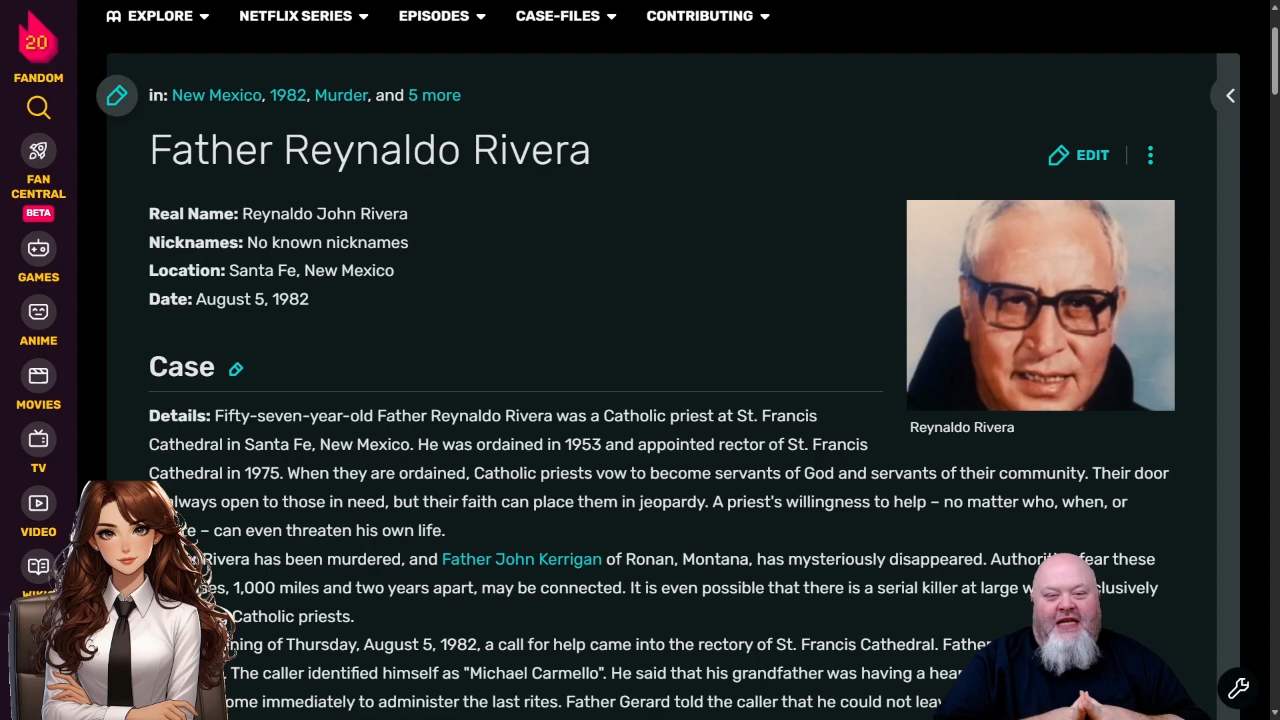 EXPLORE NETFLIX SERIES EPISODES CASE-FILES CONTRIBUTING
20
FANDOM
FAN
CENTRAL
BETA
GAMES
ANIME
MOVIES
TV
VIDEO
in: New Mexico, 1982, Murder, and 5 more
Father Reynaldo Rivera
EDIT
Real Name: Reynaldo John Rivera
Nicknames: No known nicknames
Location: Santa Fe, New Mexico
Date: August 5, 1982
Reynaldo Rivera
Case
Details: Fifty-seven-year-old Father Reynaldo Rivera was a Catholic priest at St. Francis
Cathedral in Santa Fe, New Mexico. He was ordained in 1953 and appointed rector of St. Francis
Cathedral in 1975. When they are ordained, Catholic priests vow to become servants of God and servants of their community. Their door
always open to those in need, but their faith can place them in jeopardy. A priest's willingness to help – no matter who, when, or
– can even threaten his own life.
Rivera has been murdered, and Father John Kerrigan of Ronan, Montana, has mysteriously disappeared. fear these
1,000 miles and two years apart, may be connected. It is even possible that there is a serial killer at large
Catholic priests.
of Thursday, August 5, 1982, a call for help came into the rectory of St. Francis Cathedral. Father
The caller identified himself as "Michael Carmello". He said that his grandfather was having a
immediately to administer the last rites. Father Gerard told the caller that he could not